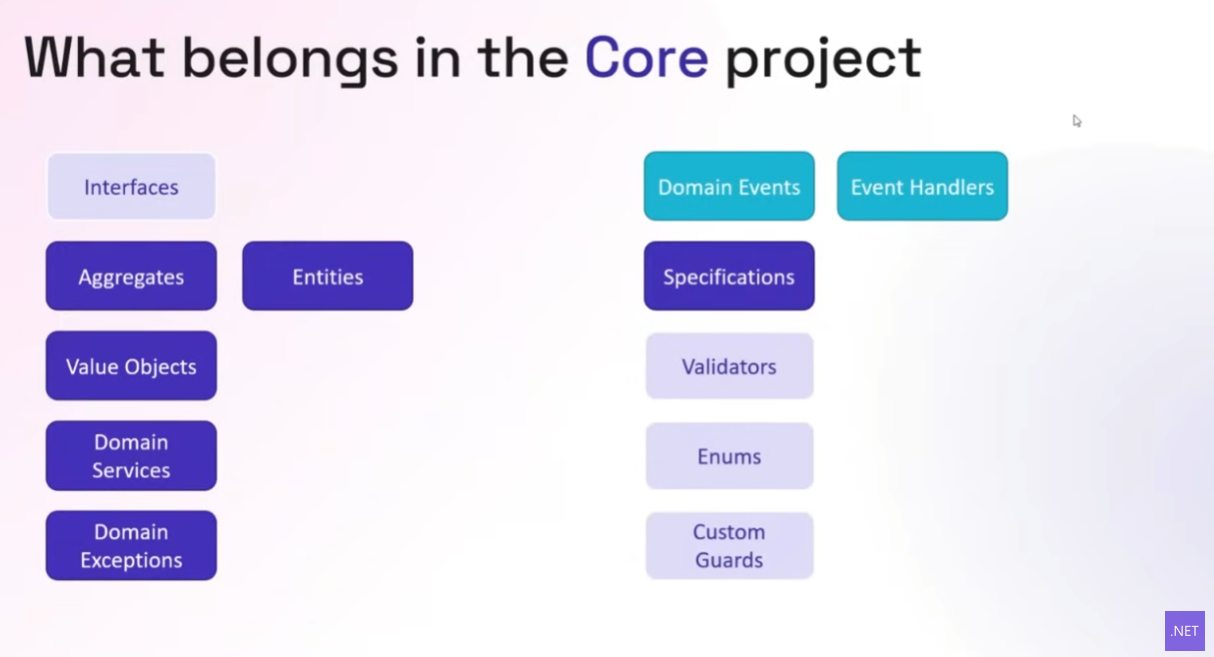 What belongs in the Core project
Interfaces
Aggregates
Entities
Value Objects
Domain
Services
Domain
Exceptions
Domain Events
Event Handlers
Specifications
Validators
Enums
Custom
Guards
.NET